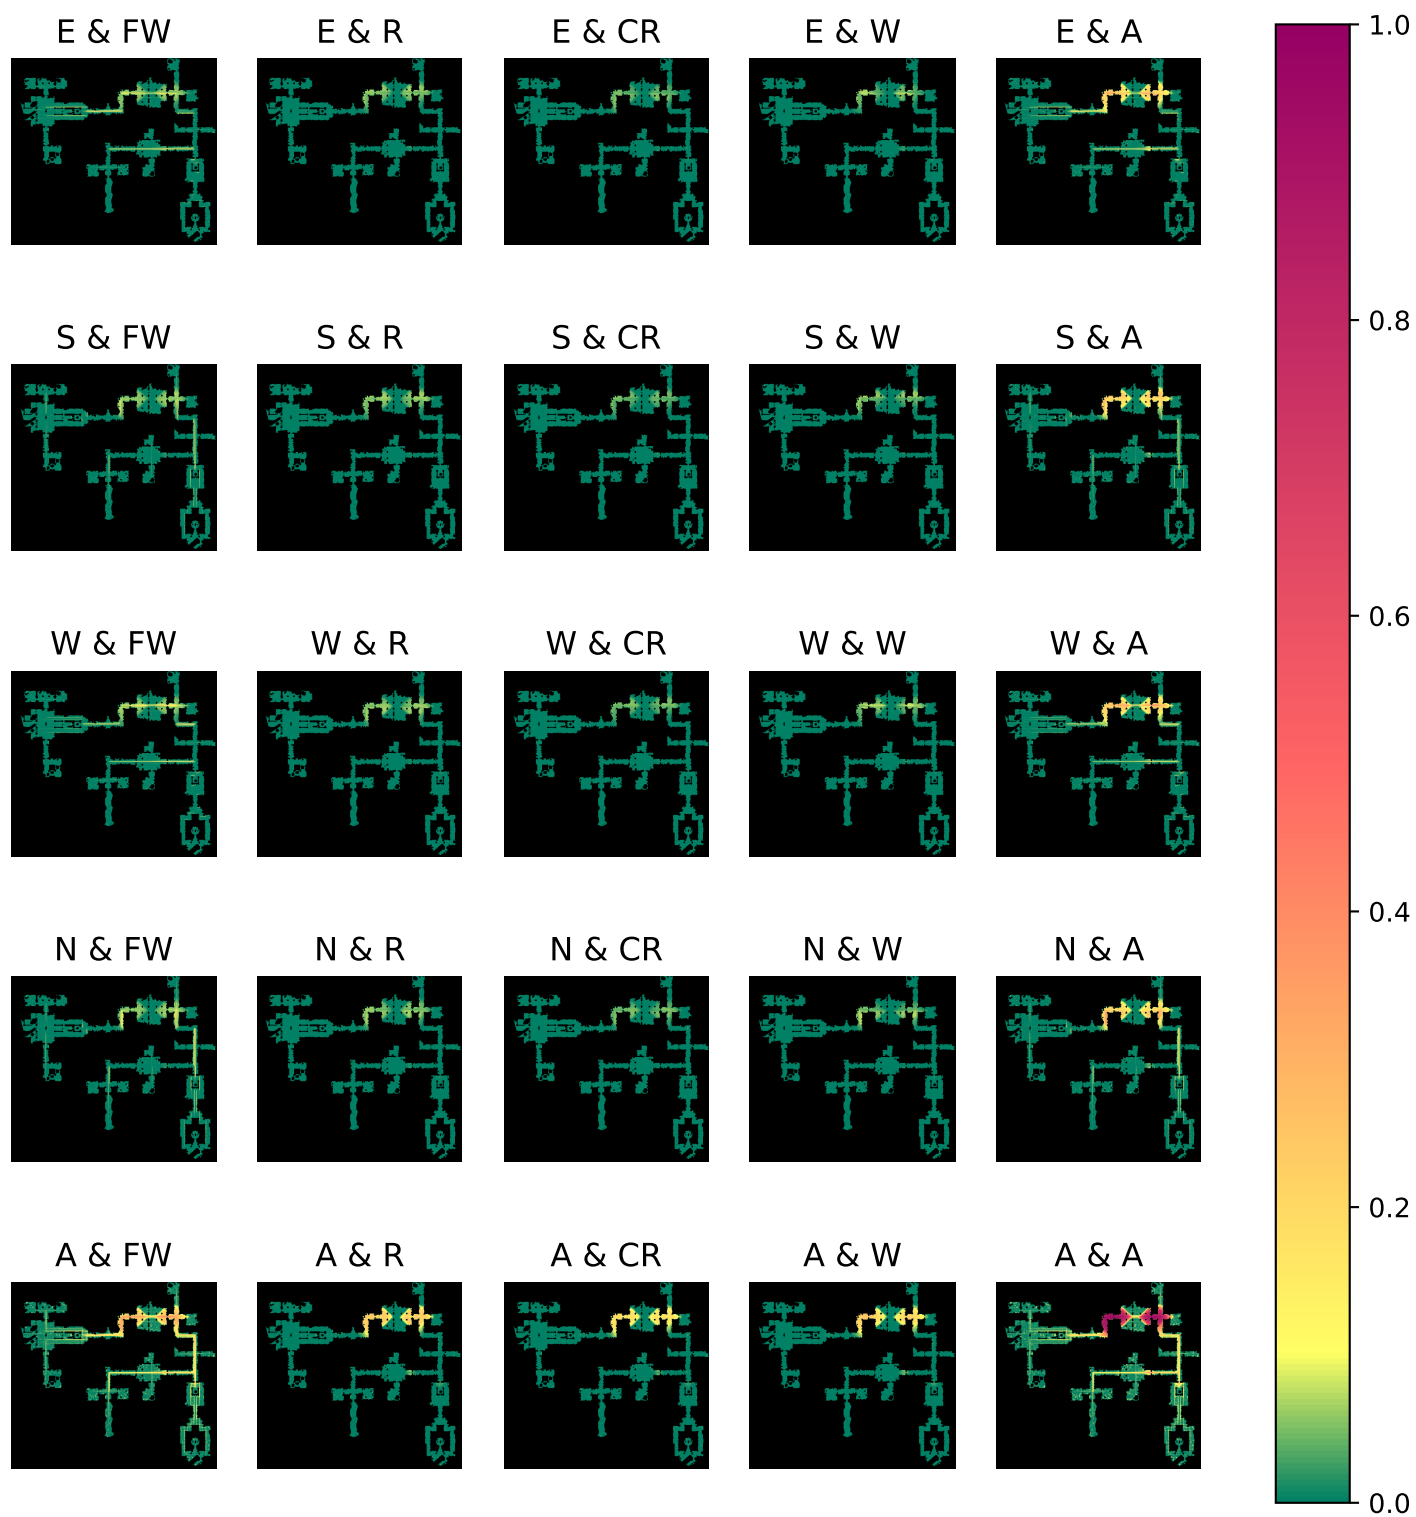 E & FW
E & R
E & CR
E & W
E & A
1.0
S & FW
S & R
S & CR
S & W
S & A
0.8
W & FW
W & R
W & CR
W & W
W & A
0.6
N & FW
N & R
N & CR
N & W
N & A
0.4
0.2
A & FW
A & R
A & CR
A & W
A & A
0.0